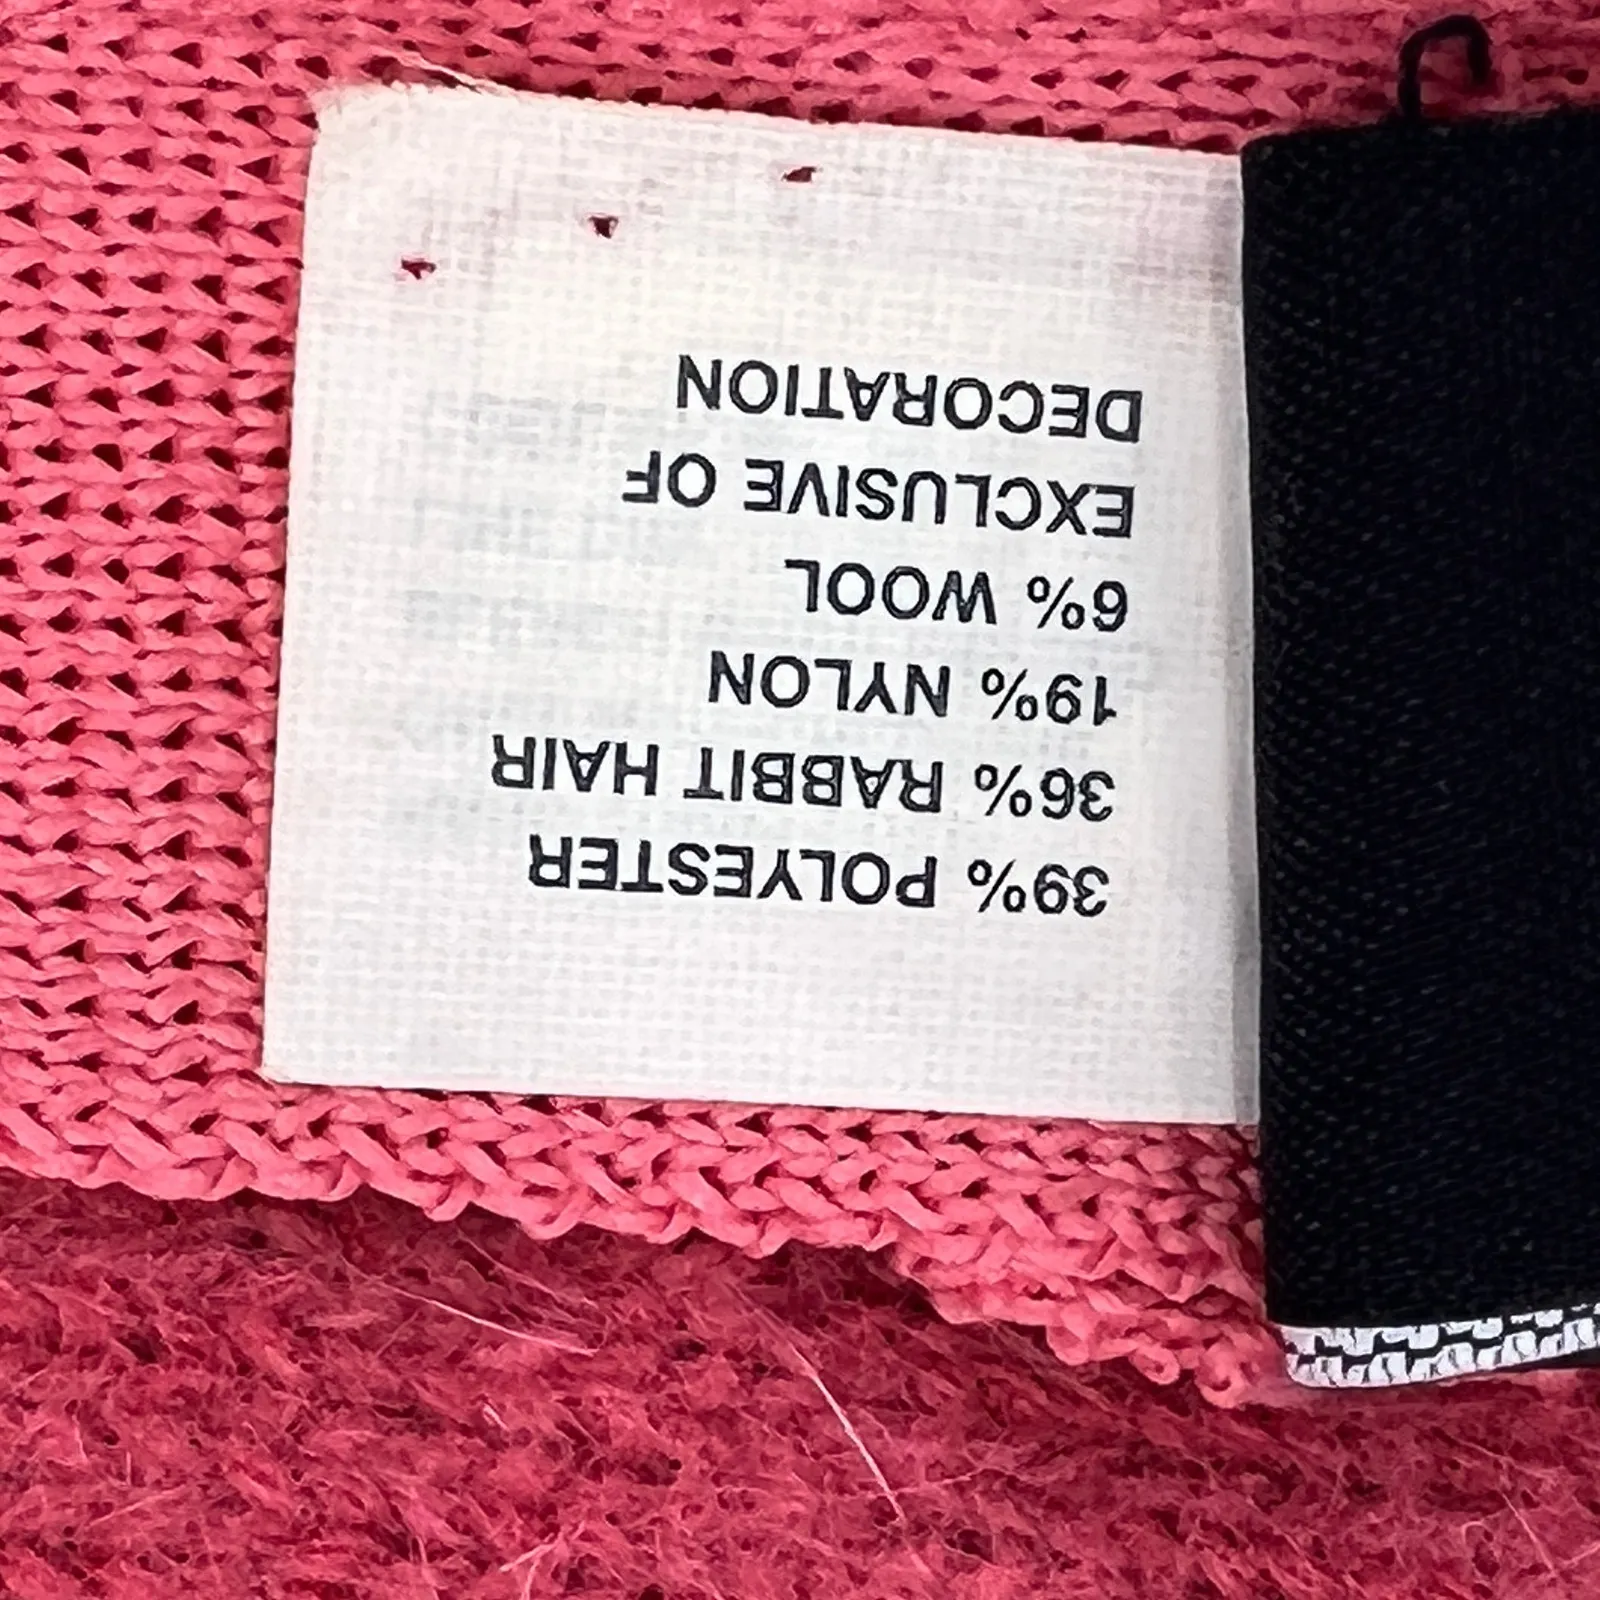 39% POLYESTER
36% RABBIT HAIR
19% NYLON
6% WOOL
EXCLUSIVE OF
DECORATION